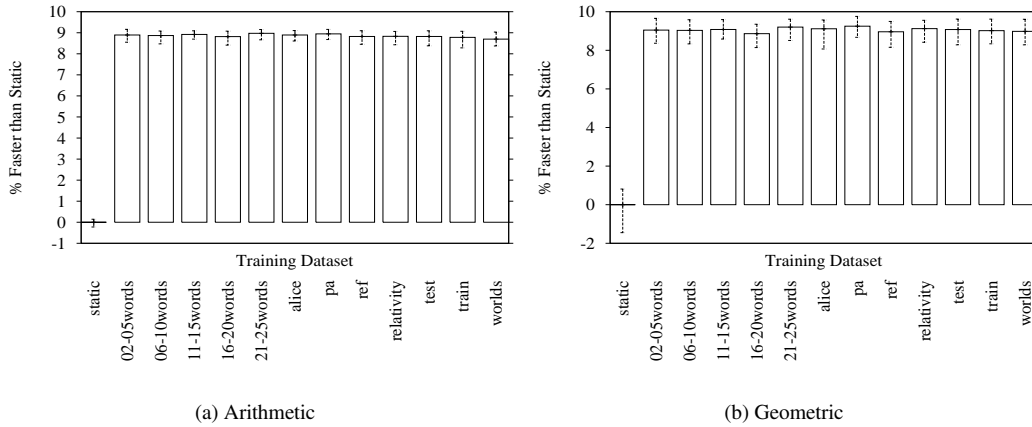 10
9
8
7
6
5
4
3
2
1
0
-1
% Faster than Static
Training Dataset
static
02-05words
06-10words
11-15words
16-20words
21-25words
alice
pa
ref
relativity
test
train
worlds
(a) Arithmetic
10
8
6
4
2
0
-2
% Faster than Static
Training Dataset
static
02-05words
06-10words
11-15words
16-20words
21-25words
alice
pa
ref
relativity
test
train
worlds
(b) Geometric